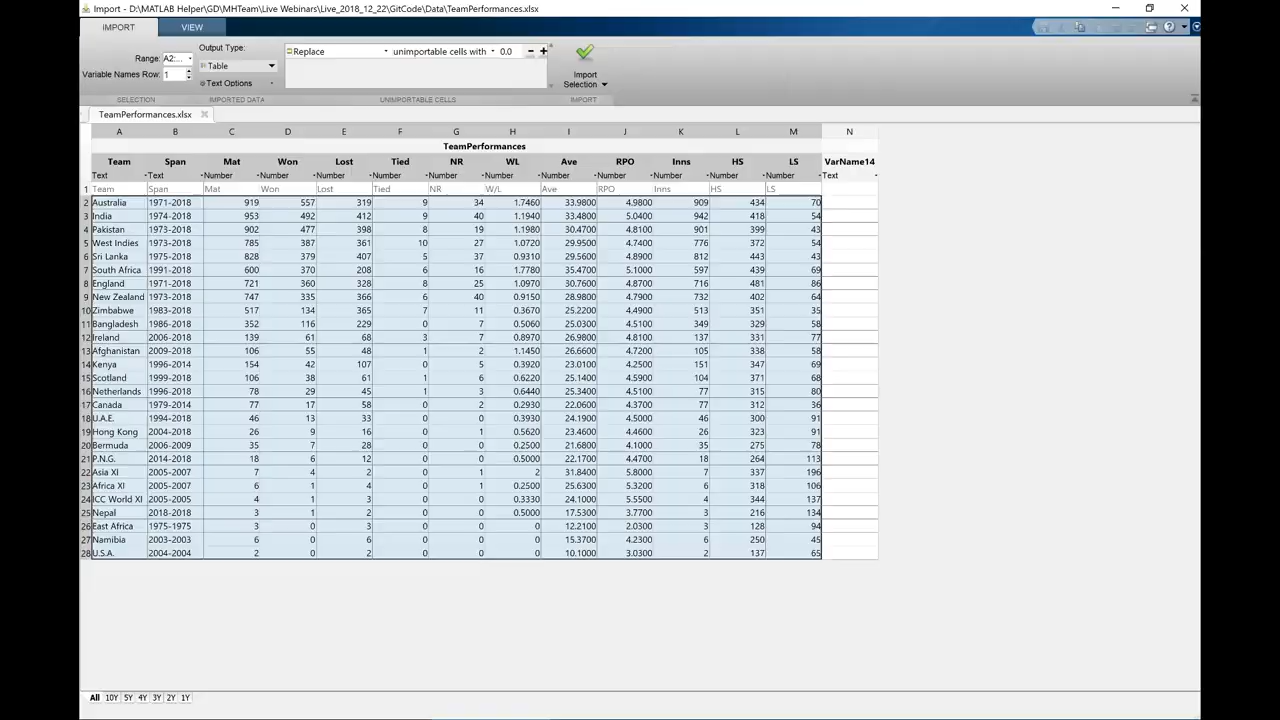 Import - D:\MATLAB Helper\GD\MHTeam\Live Webinars\Live_2018_12_22\GitCode\Data\TeamPerformances.xlsx
IMPORT VIEW
Output Type:
Range: A2:...
Replace unimportable cells with 0.0
Table
Variable Names Row: 1
Import
Selection
Text Options
SELECTION IMPORTED DATA UNIMPORTABLE CELLS IMPORT
TeamPerformances.xlsx
A B C D E F G H I J K L M N
TeamPerformances
Team Span Mat Won Lost Tied NR WL Ave RPO Inns HS LS VarName14
Text Text Number Number Number Number Number Number Number Number Number Number Number Text
1 Team Span Mat Won Lost Tied NR W/L Ave RPO Inns HS LS
2 Australia 1971-2018 919 557 319 9 34 1.7460 33.9800 4.9800 909 434 70
3 India 1974-2018 953 492 412 9 40 1.1940 33.4800 5.0400 942 418 54
4 Pakistan 1973-2018 902 477 398 8 19 1.1980 30.4700 4.8100 901 399 43
5 West Indies 1973-2018 785 387 361 10 27 1.0720 29.9500 4.7400 776 372 54
6 Sri Lanka 1975-2018 828 379 407 5 37 0.9310 29.5600 4.8900 812 443 43
7 South Africa 1991-2018 600 370 208 6 16 1.7780 35.4700 5.1000 597 439 69
8 England 1971-2018 721 360 328 8 25 1.0970 30.7600 4.8700 716 481 86
9 New Zealand 1973-2018 747 335 366 6 40 0.9150 28.9800 4.7900 732 402 64
10 Zimbabwe 1983-2018 517 134 365 7 11 0.3670 25.2200 4.4900 513 351 35
11 Bangladesh 1986-2018 352 116 229 0 7 0.5060 25.0300 4.5100 349 329 58
12 Ireland 2006-2018 139 61 68 3 7 0.8970 26.9800 4.8100 137 331 77
13 Afghanistan 2009-2018 106 55 48 1 2 1.1450 26.6600 4.7200 105 338 58
14 Kenya 1996-2014 154 42 107 0 5 0.3920 23.0100 4.2500 151 347 69
15 Scotland 1999-2018 106 38 61 1 6 0.6220 25.1400 4.5900 104 371 68
16 Netherlands 1996-2018 78 29 45 1 3 0.6440 25.3400 4.5100 77 315 80
17 Canada 1979-2014 77 17 58 0 2 0.2930 22.0600 4.3700 77 312 36
18 U.A.E. 1994-2018 46 13 33 0 0 0.3930 24.1900 4.5000 46 300 91
19 Hong Kong 2004-2018 26 9 16 0 1 0.5620 23.4600 4.4600 26 323 91
20 Bermuda 2006-2009 35 7 28 0 0 0.2500 21.6800 4.1000 35 275 78
21 P.N.G. 2014-2018 18 6 12 0 0 0.5000 22.1700 4.4700 18 264 113
22 Asia XI 2005-2007 7 4 2 0 1 2 31.8400 5.8000 7 337 196
23 Africa XI 2005-2007 6 1 4 0 1 0.2500 25.6300 5.3200 6 318 106
24 ICC World XI 2005-2005 4 1 3 0 0 0.3330 24.1000 5.5500 4 344 137
25 Nepal 2018-2018 3 1 2 0 0 0.5000 17.5300 3.7700 3 216 134
26 East Africa 1975-1975 3 0 3 0 0 0 12.2100 2.0300 3 128 94
27 Namibia 2003-2003 6 0 6 0 0 0 15.3700 4.2300 6 250 45
28 U.S.A. 2004-2004 2 0 2 0 0 0 10.1000 3.0300 2 137 65
All 10Y 5Y 4Y 3Y 2Y 1Y